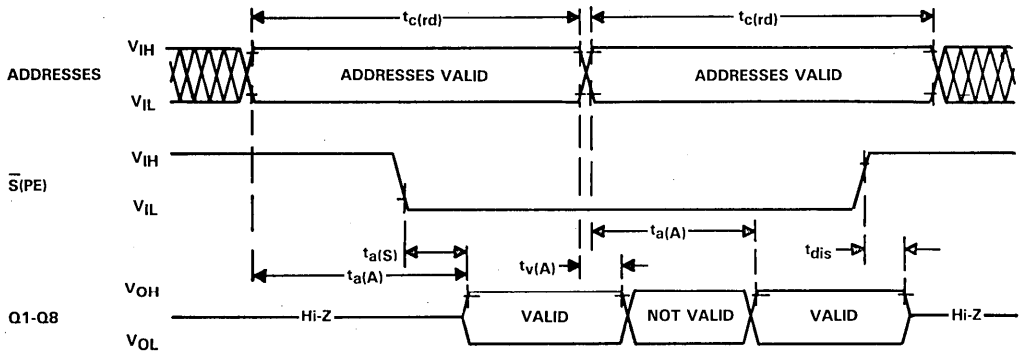 tc(rd) tc(rd)
VIH
ADDRESSES ADDRESSES VALID ADDRESSES VALID
VIL
VIH
S̅(PE)
VIL
ta(A)
ta(S) tdis
ta(A) tv(A)
VOH
Q1-Q8 Hi-Z VALID NOT VALID VALID Hi-Z
VOL